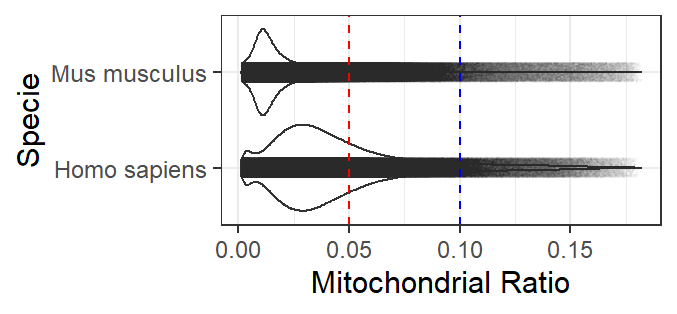 Specie
Mus musculus
Homo sapiens
0.00 0.05 0.10 0.15
Mitochondrial Ratio